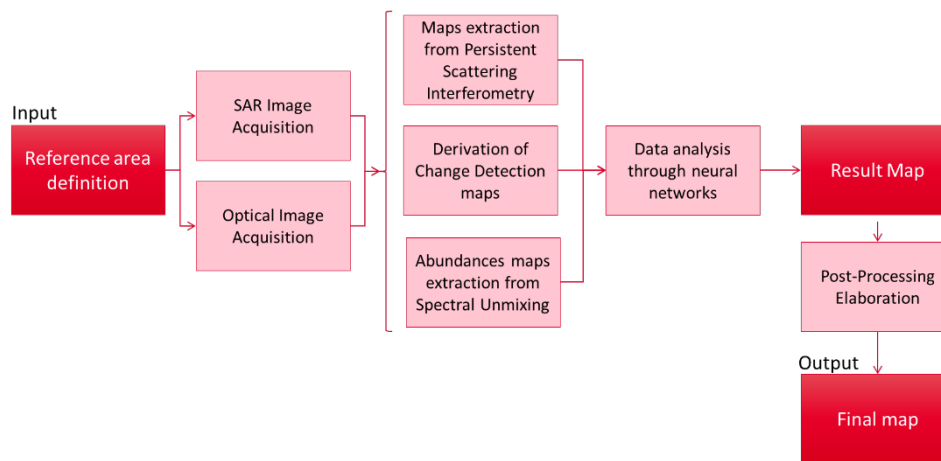 Input
Reference area
definition
SAR Image
Acquisition
Optical Image
Acquisition
Maps extraction
from Persistent
Scattering
Interferometry
Derivation of
Change Detection
maps
Abundances maps
extraction from
Spectral Unmixing
Data analysis
through neural
networks
Result Map
Post-Processing
Elaboration
Output
Final map